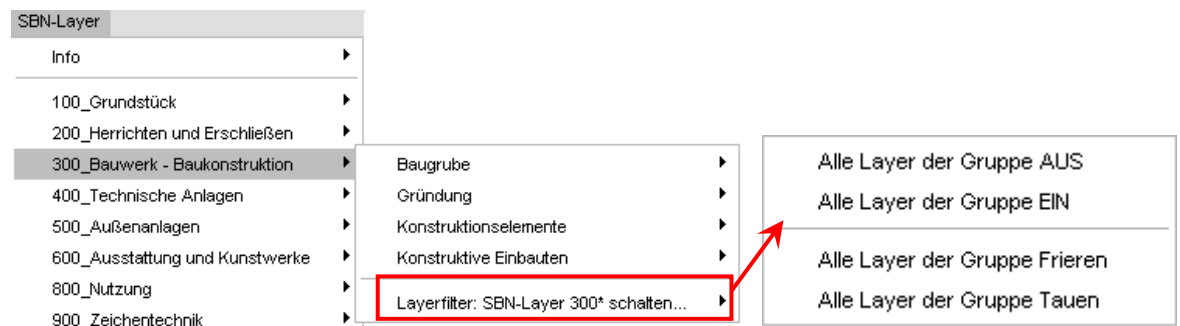 SBN-Layer
Info
100_Grundstück
200_Herrichten und Erschließen
300_Bauwerk - Baukonstruktion
400_Technische Anlagen
500_Außenanlagen
600_Ausstattung und Kunstwerke
800_Nutzung
900_Zeichentechnik
Baugrube
Gründung
Konstruktionselemente
Konstruktive Einbauten
Layerfilter: SBN-Layer 300* schalten...
Alle Layer der Gruppe AUS
Alle Layer der Gruppe EIN
Alle Layer der Gruppe Frieren
Alle Layer der Gruppe Tauen